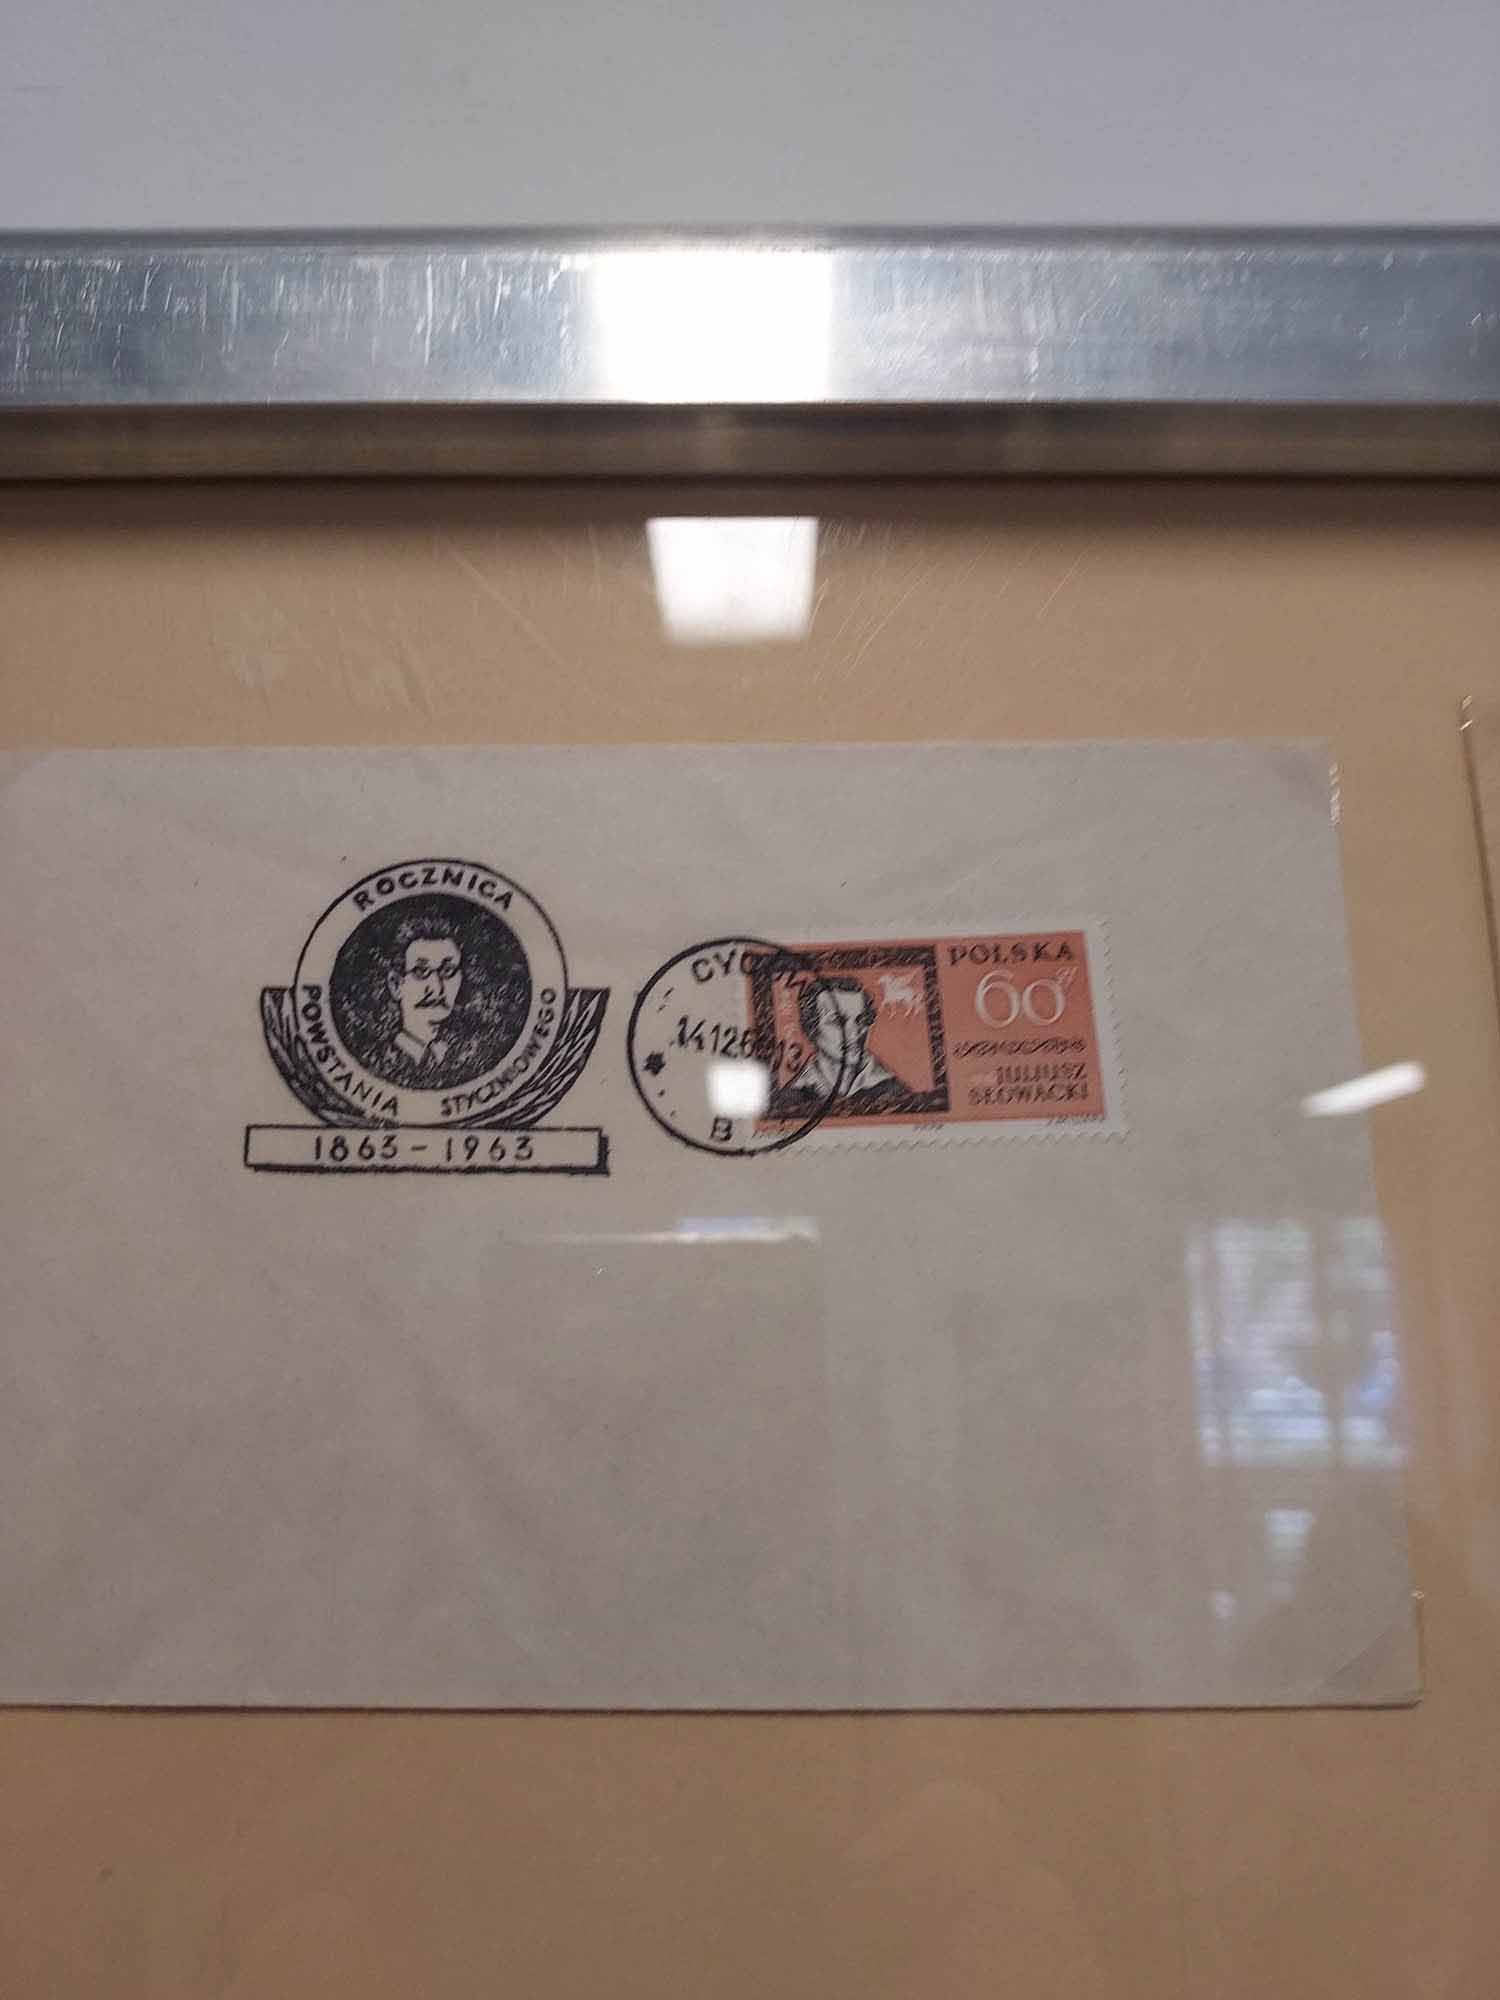 ROCZNICA
POWSTANIA STYCZNIOWEGO
1863-1963
B
POLSKA
60
JULIUSZ
SŁOWACKI